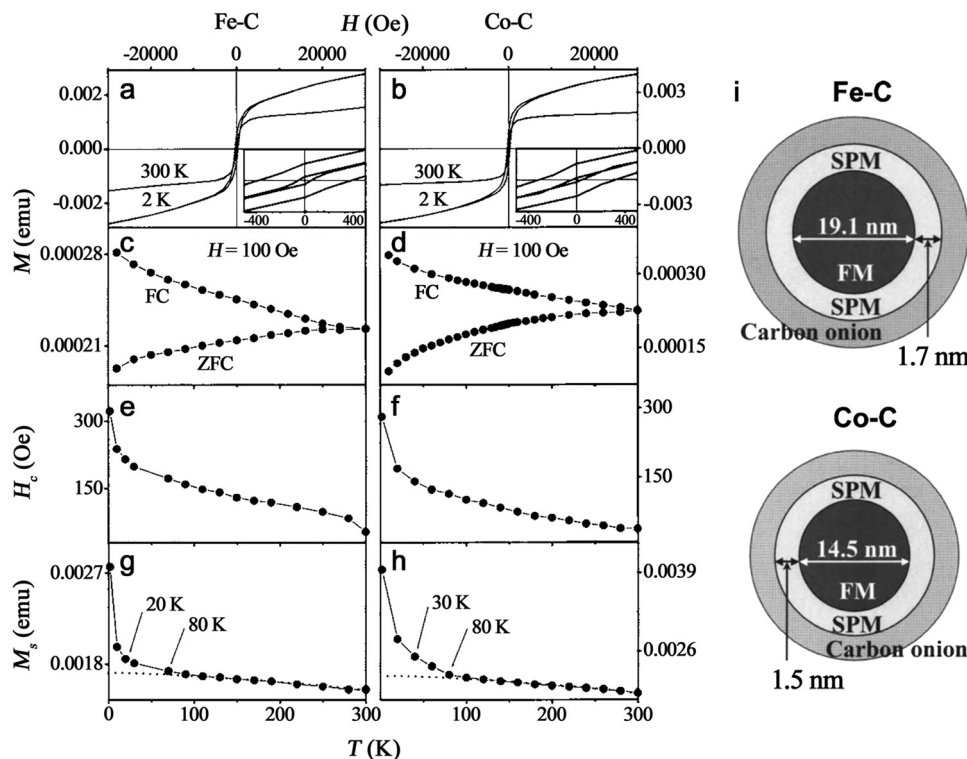 Fe-C H (Oe) Co-C
-20000 0 20000 -20000 0 20000
a
0.002
0.000
-0.002
300 K
2 K
-400 0 400
b
0.003
0.000
-0.003
300 K
2 K
-400 0 400
M (emu)
c
H = 100 Oe
0.00028
0.00021
FC
ZFC
d
H = 100 Oe
0.00030
0.00015
FC
ZFC
Hc (Oe)
e
300
150
f
300
150
Ms (emu)
g
0.0027
0.0018
20 K
80 K
h
0.0039
0.0026
30 K
80 K
0 100 200 300 0 100 200 300
T (K)
i
Fe-C
SPM
19.1 nm
FM
SPM
Carbon onion
1.7 nm
Co-C
SPM
14.5 nm
FM
SPM
Carbon onion
1.5 nm